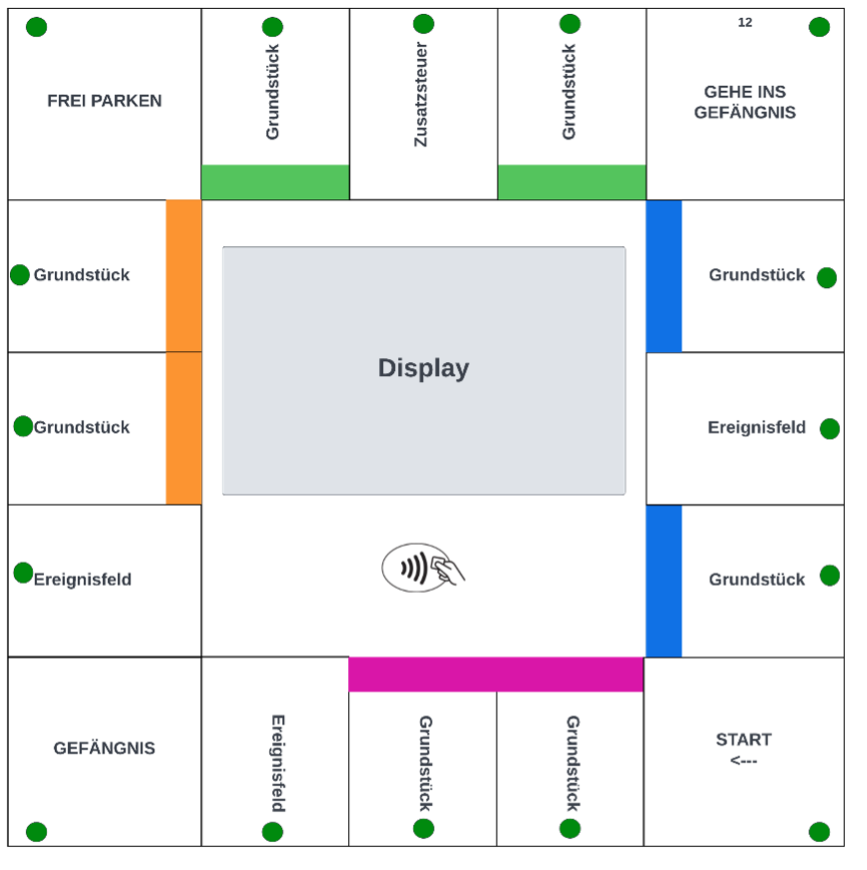 12
FREI PARKEN
Grundstück
Zusatzsteuer
Grundstück
GEHE INS
GEFÄNGNIS
Grundstück
Grundstück
Display
Grundstück
Ereignisfeld
Ereignisfeld
Grundstück
GEFÄNGNIS
Ereignisfeld
Grundstück
Grundstück
START
<---